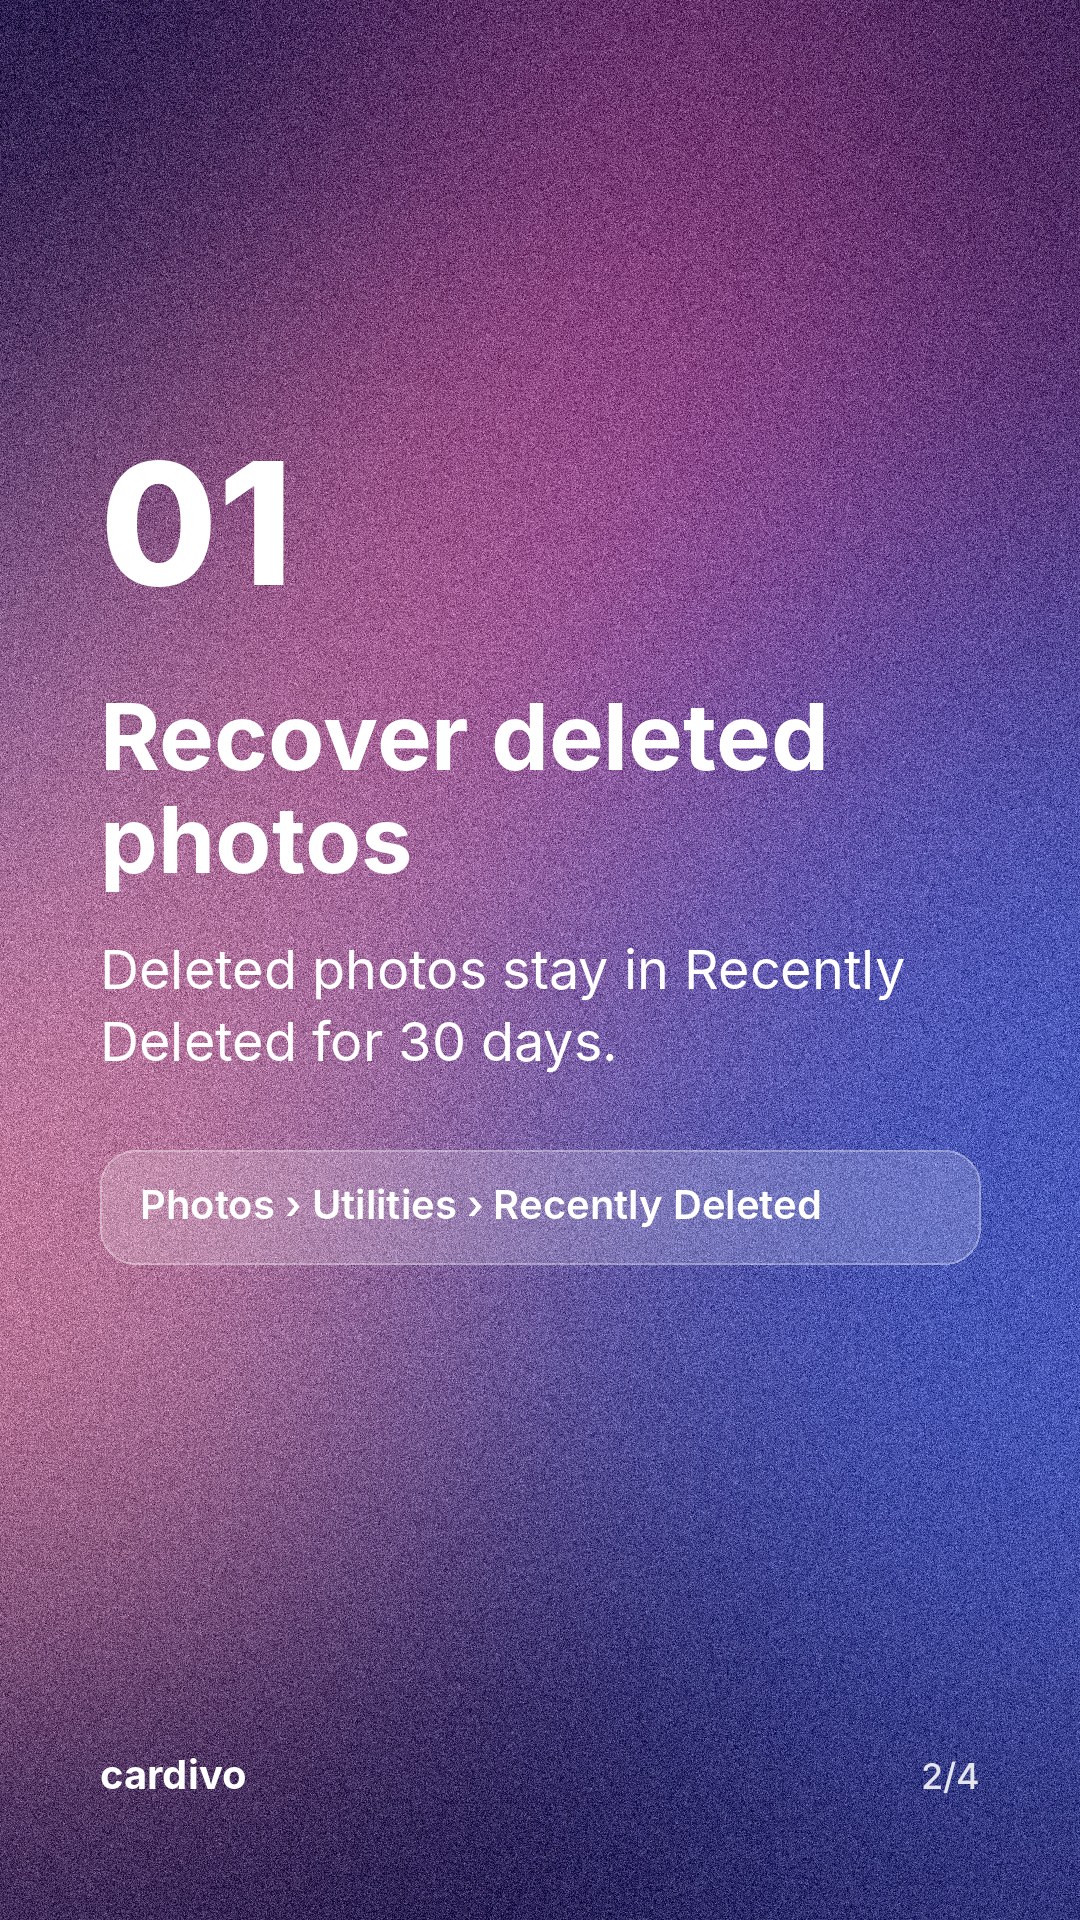 01
Recover deleted
photos
Deleted photos stay in Recently
Deleted for 30 days.
Photos › Utilities › Recently Deleted
cardivo
2/4